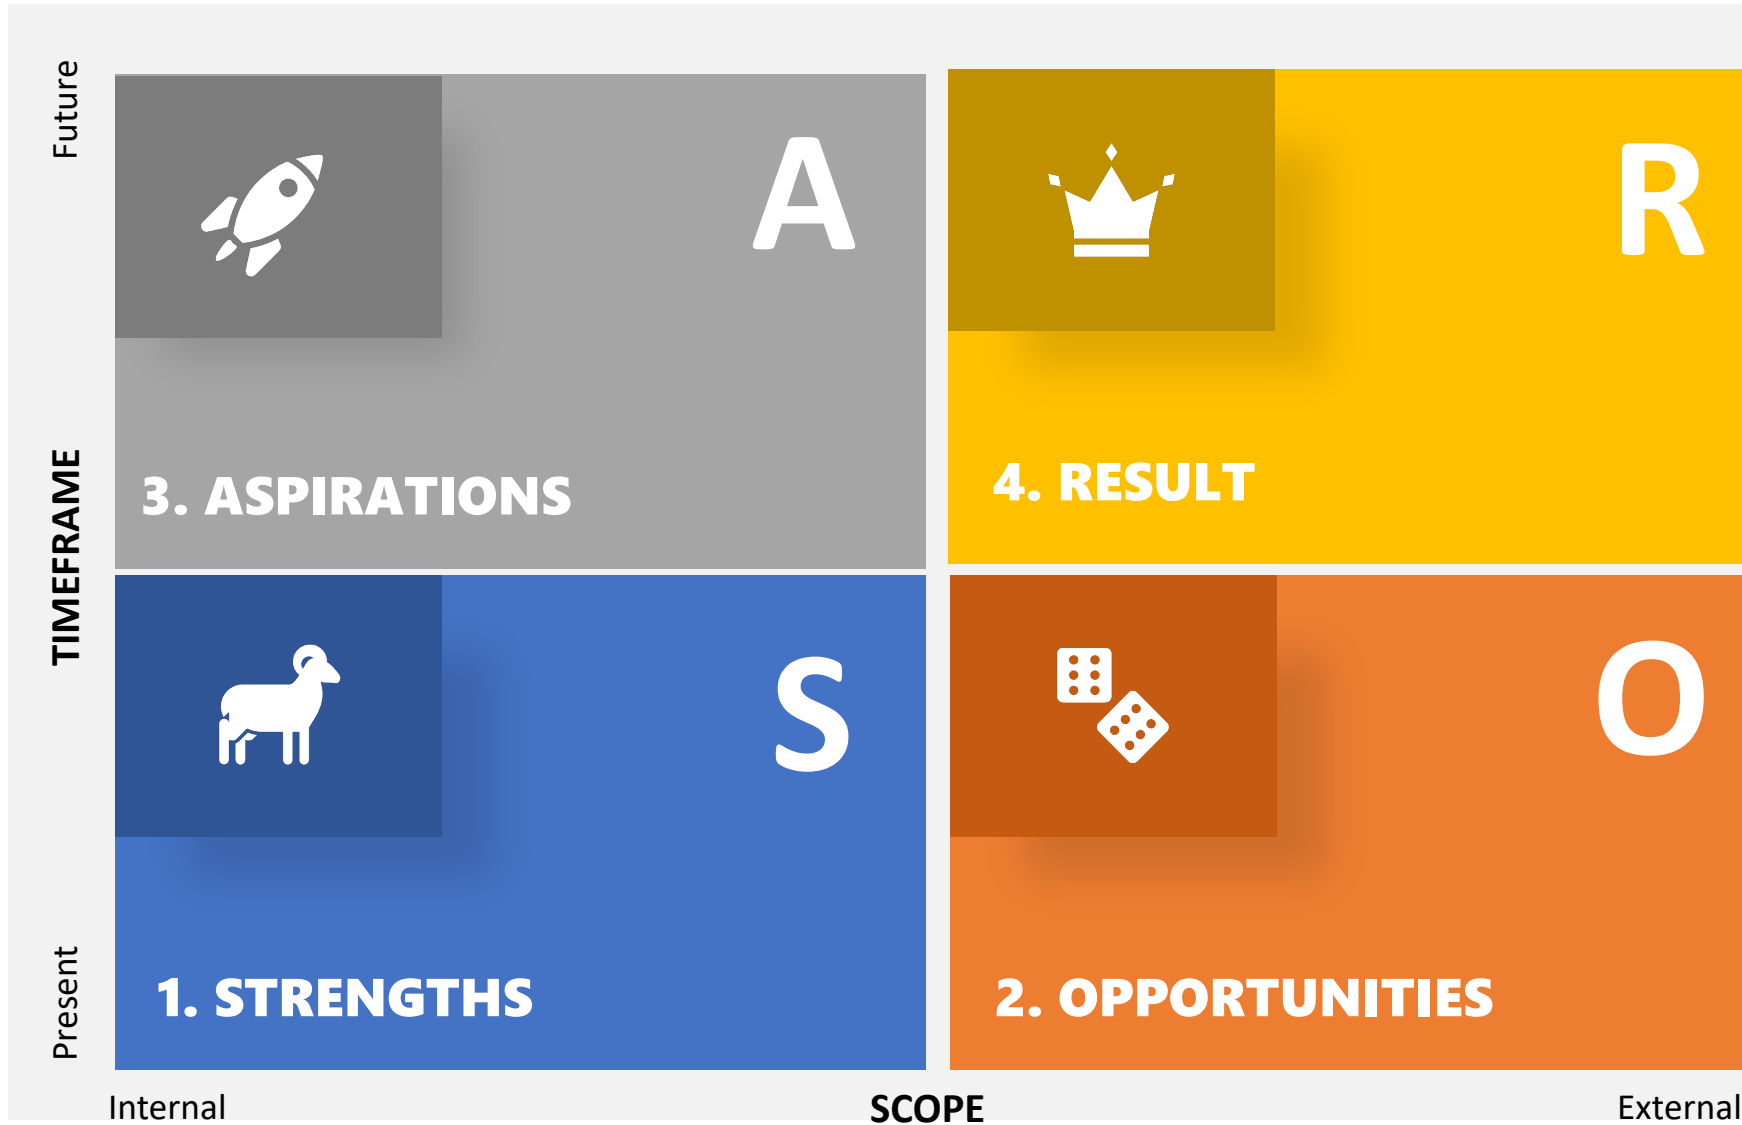 Future
A
R
3. ASPIRATIONS
4. RESULT
TIMEFRAME
S
O
1. STRENGTHS
2. OPPORTUNITIES
Present
Internal
SCOPE
External